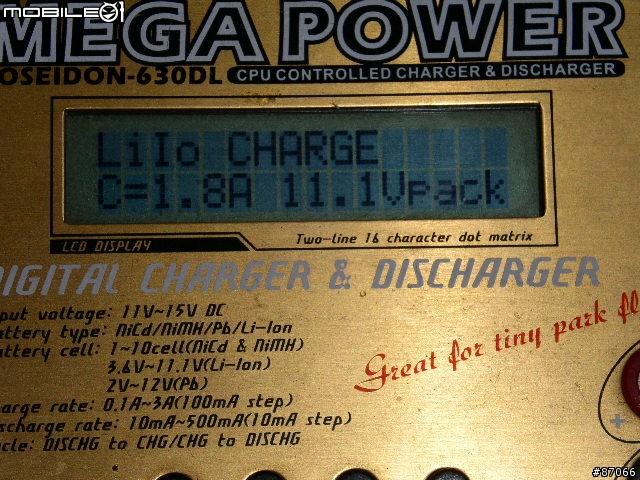 MOBILE01
MEGA POWER
OSEIDON-630DL CPU CONTROLLED CHARGER & DISCHARGER
LiIo CHARGE
C=1.8A 11.1Vpack
LCD DISPLAY
Two-line 16 character dot matrix
DIGITAL CHARGER & DISCHARGER
nput voltage: 11V~15V DC
attery type: NiCd/NiMH/Pb/Li-Ion
attery cell: 1~10cell(NiCd & NiMH)
3.6V~11.1V(Li-Ion)
2V~12V(Pb)
harge rate: 0.1A~3A(100mA step)
scharge rate: 10mA~500mA(10mA step)
ycle: DISCHG to CHG/CHG to DISCHG
Great for tiny park fl
+
#87066